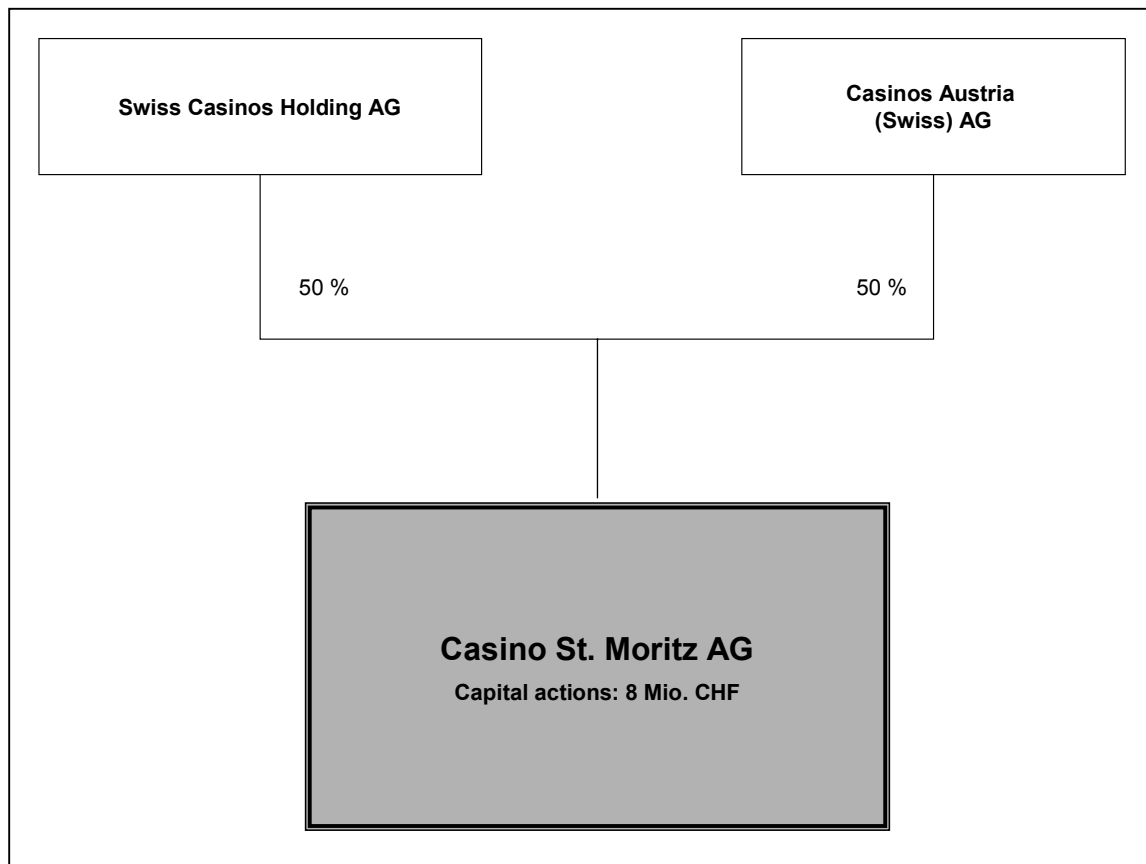 Swiss Casinos Holding AG
Casinos Austria
(Swiss) AG
50 %
50 %
Casino St. Moritz AG
Capital actions: 8 Mio. CHF